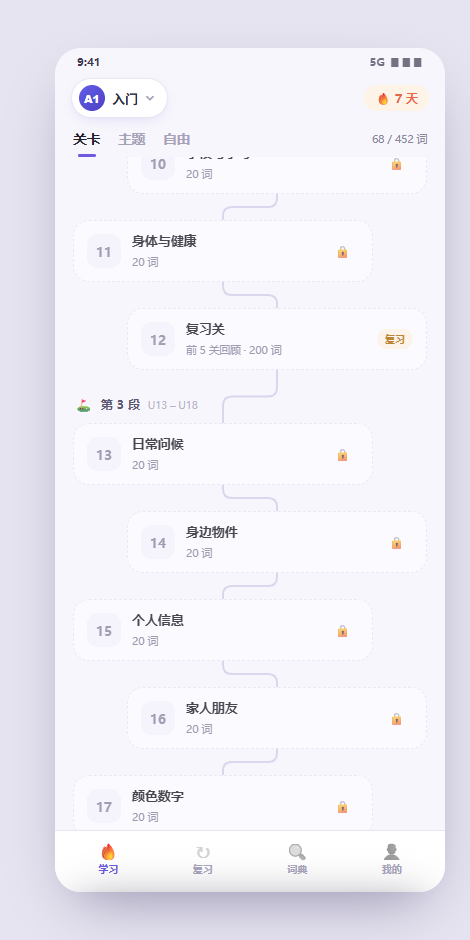 9:41
5G
A1 入门
7 天
关卡 主题 自由
68 / 452 词
10
20 词
11
身体与健康
20 词
12
复习关
前 5 关回顾 · 200 词
复习
第 3 段 U13 – U18
13
日常问候
20 词
14
身边物件
20 词
15
个人信息
20 词
16
家人朋友
20 词
17
颜色数字
20 词
学习 复习 词典 我的